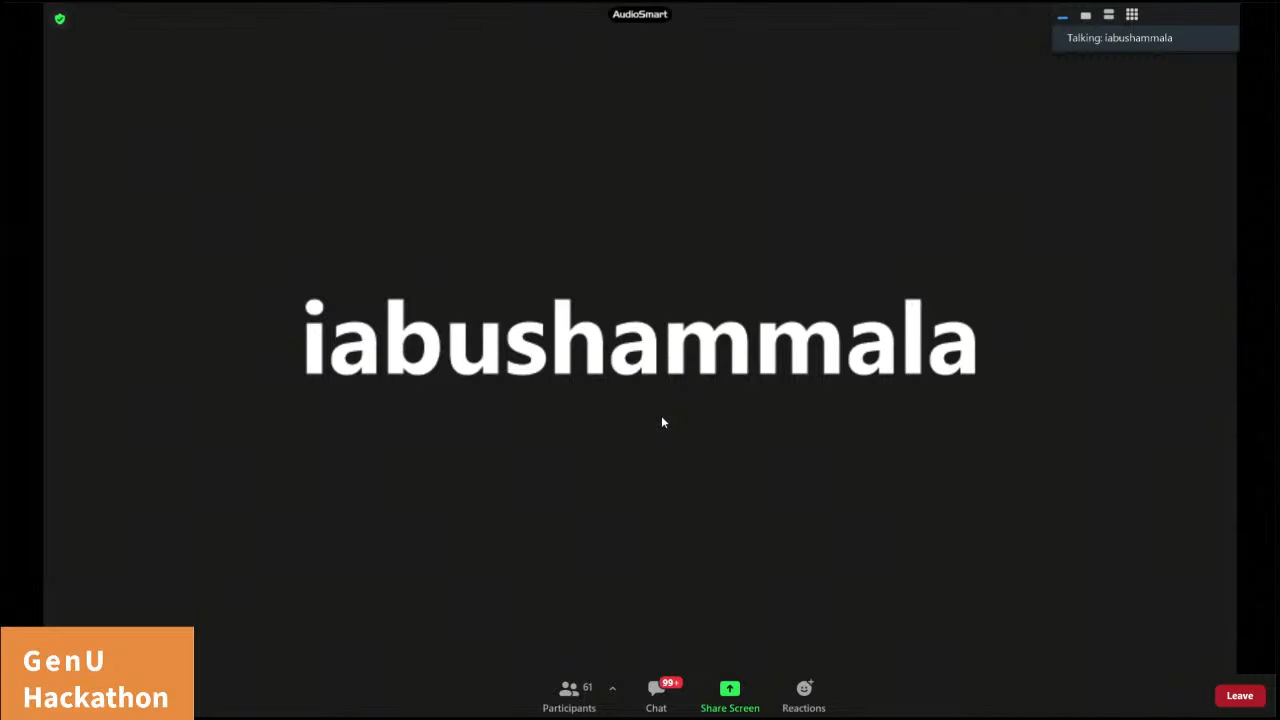 AudioSmart
Talking: iabushammala
iabushammala
GenU
Hackathon
61
99+
Participants
Chat
Share Screen
Reactions
Leave